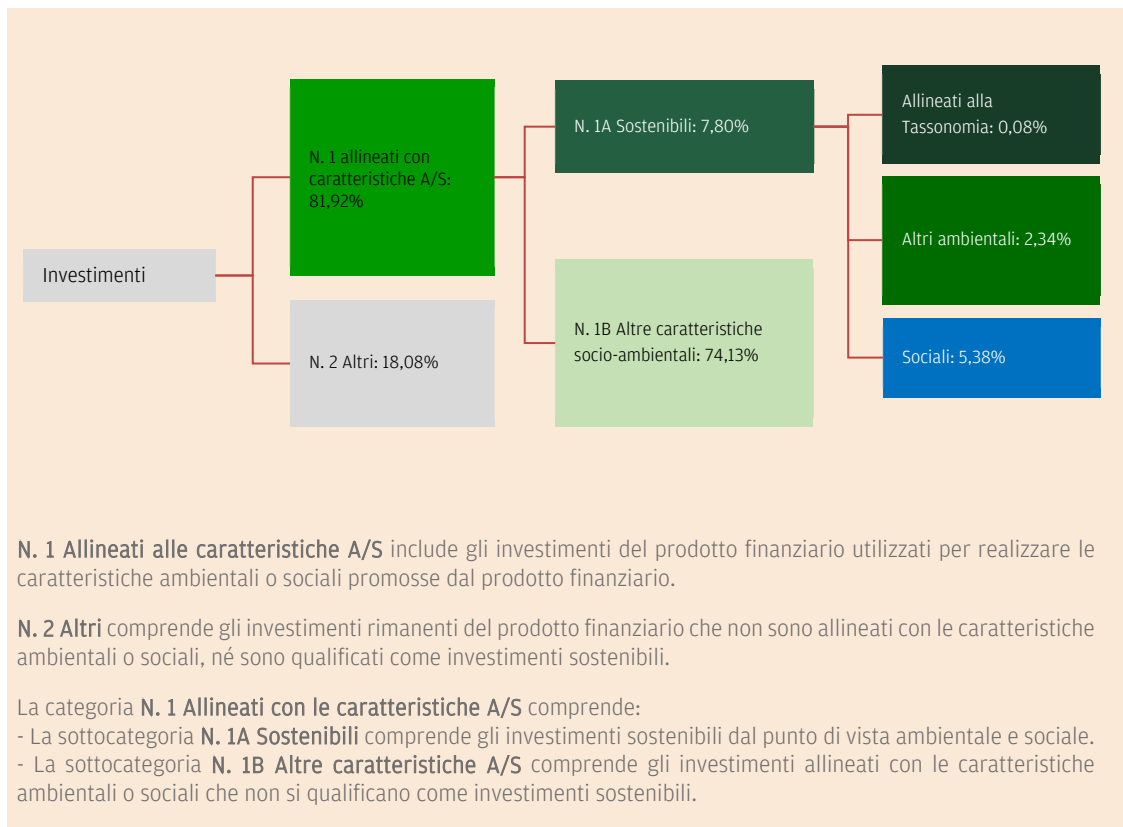 Investimenti
N. 1 allineati con
caratteristiche A/S:
81,92%
N. 2 Altri: 18,08%
N. 1A Sostenibili: 7,80%
N. 1B Altre caratteristiche
socio-ambientali: 74,13%
Allineati alla
Tassonomia: 0,08%
Altri ambientali: 2,34%
Sociali: 5,38%
N. 1 Allineati alle caratteristiche A/S include gli investimenti del prodotto finanziario utilizzati per realizzare le
caratteristiche ambientali o sociali promosse dal prodotto finanziario.
N. 2 Altri comprende gli investimenti rimanenti del prodotto finanziario che non sono allineati con le caratteristiche
ambientali o sociali, né sono qualificati come investimenti sostenibili.
La categoria N. 1 Allineati con le caratteristiche A/S comprende:
- La sottocategoria N. 1A Sostenibili comprende gli investimenti sostenibili dal punto di vista ambientale e sociale.
- La sottocategoria N. 1B Altre caratteristiche A/S comprende gli investimenti allineati con le caratteristiche
ambientali o sociali che non si qualificano come investimenti sostenibili.